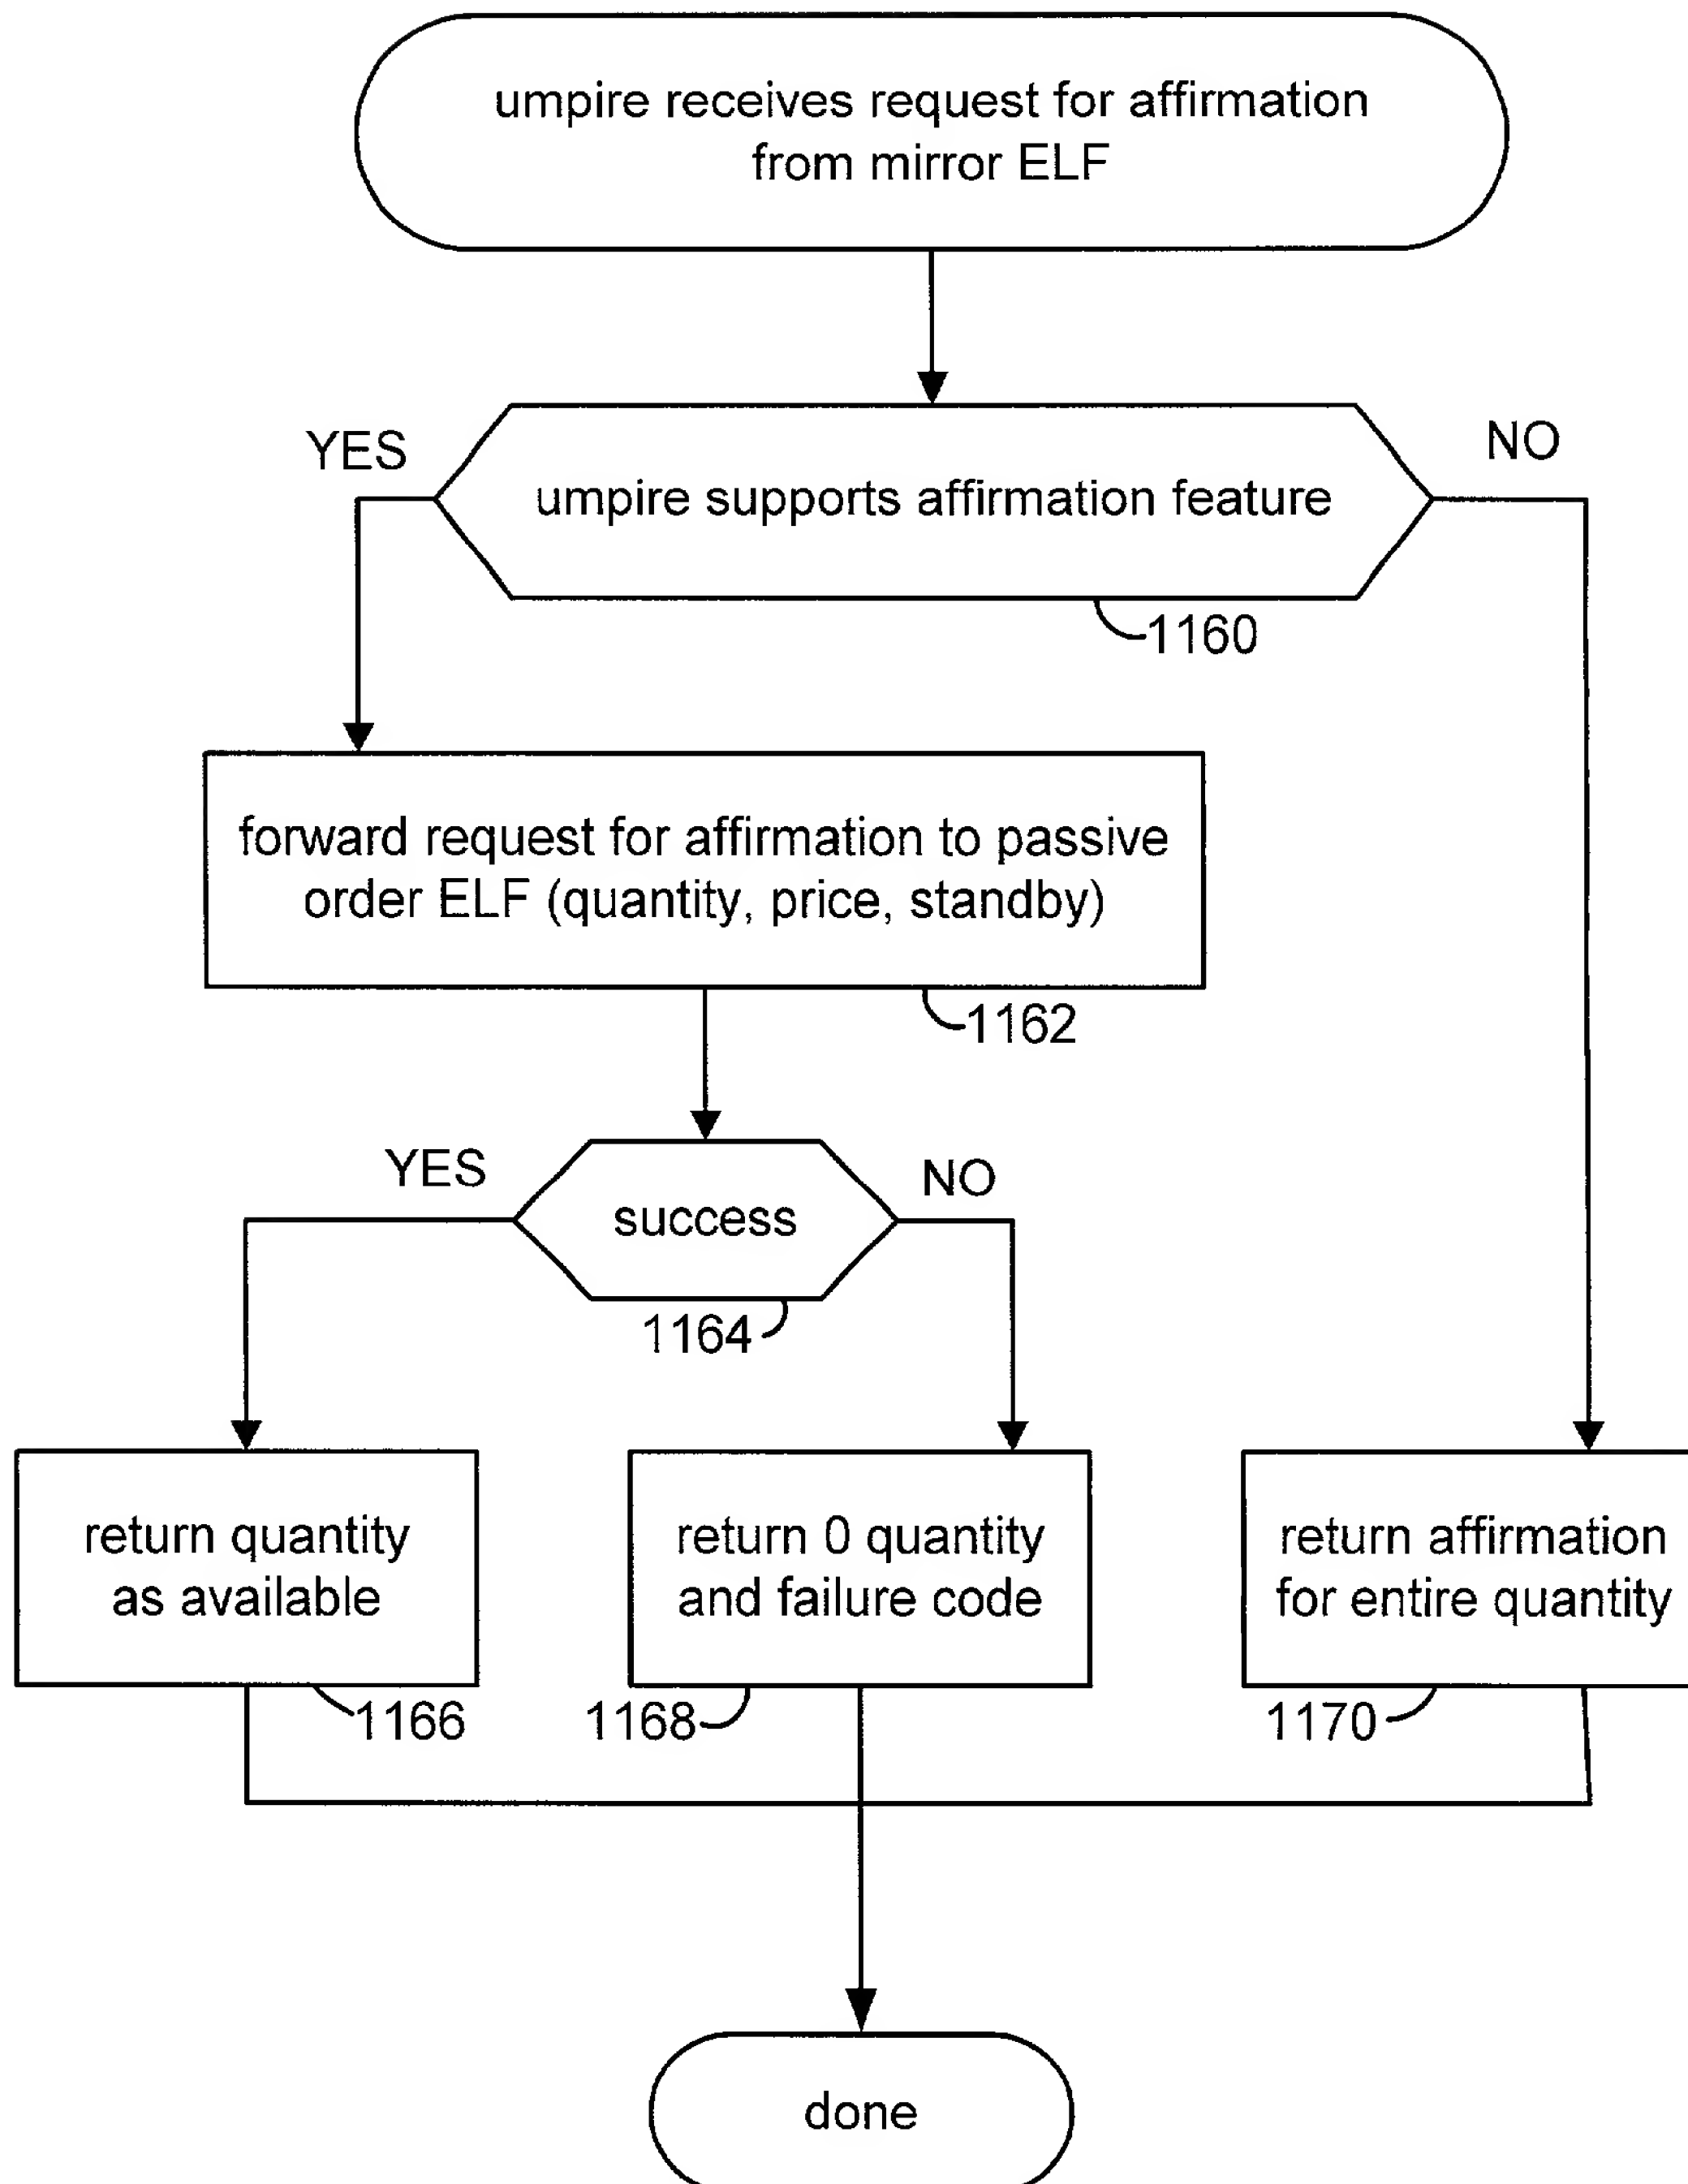 umpire receives request for affirmation
from mirror ELF
YES
NO
umpire supports affirmation feature
1160
forward request for affirmation to passive
order ELF (quantity, price, standby)
1162
YES
NO
success
1164
return quantity
as available
return 0 quantity
and failure code
return affirmation
for entire quantity
1166
1168
1170
done